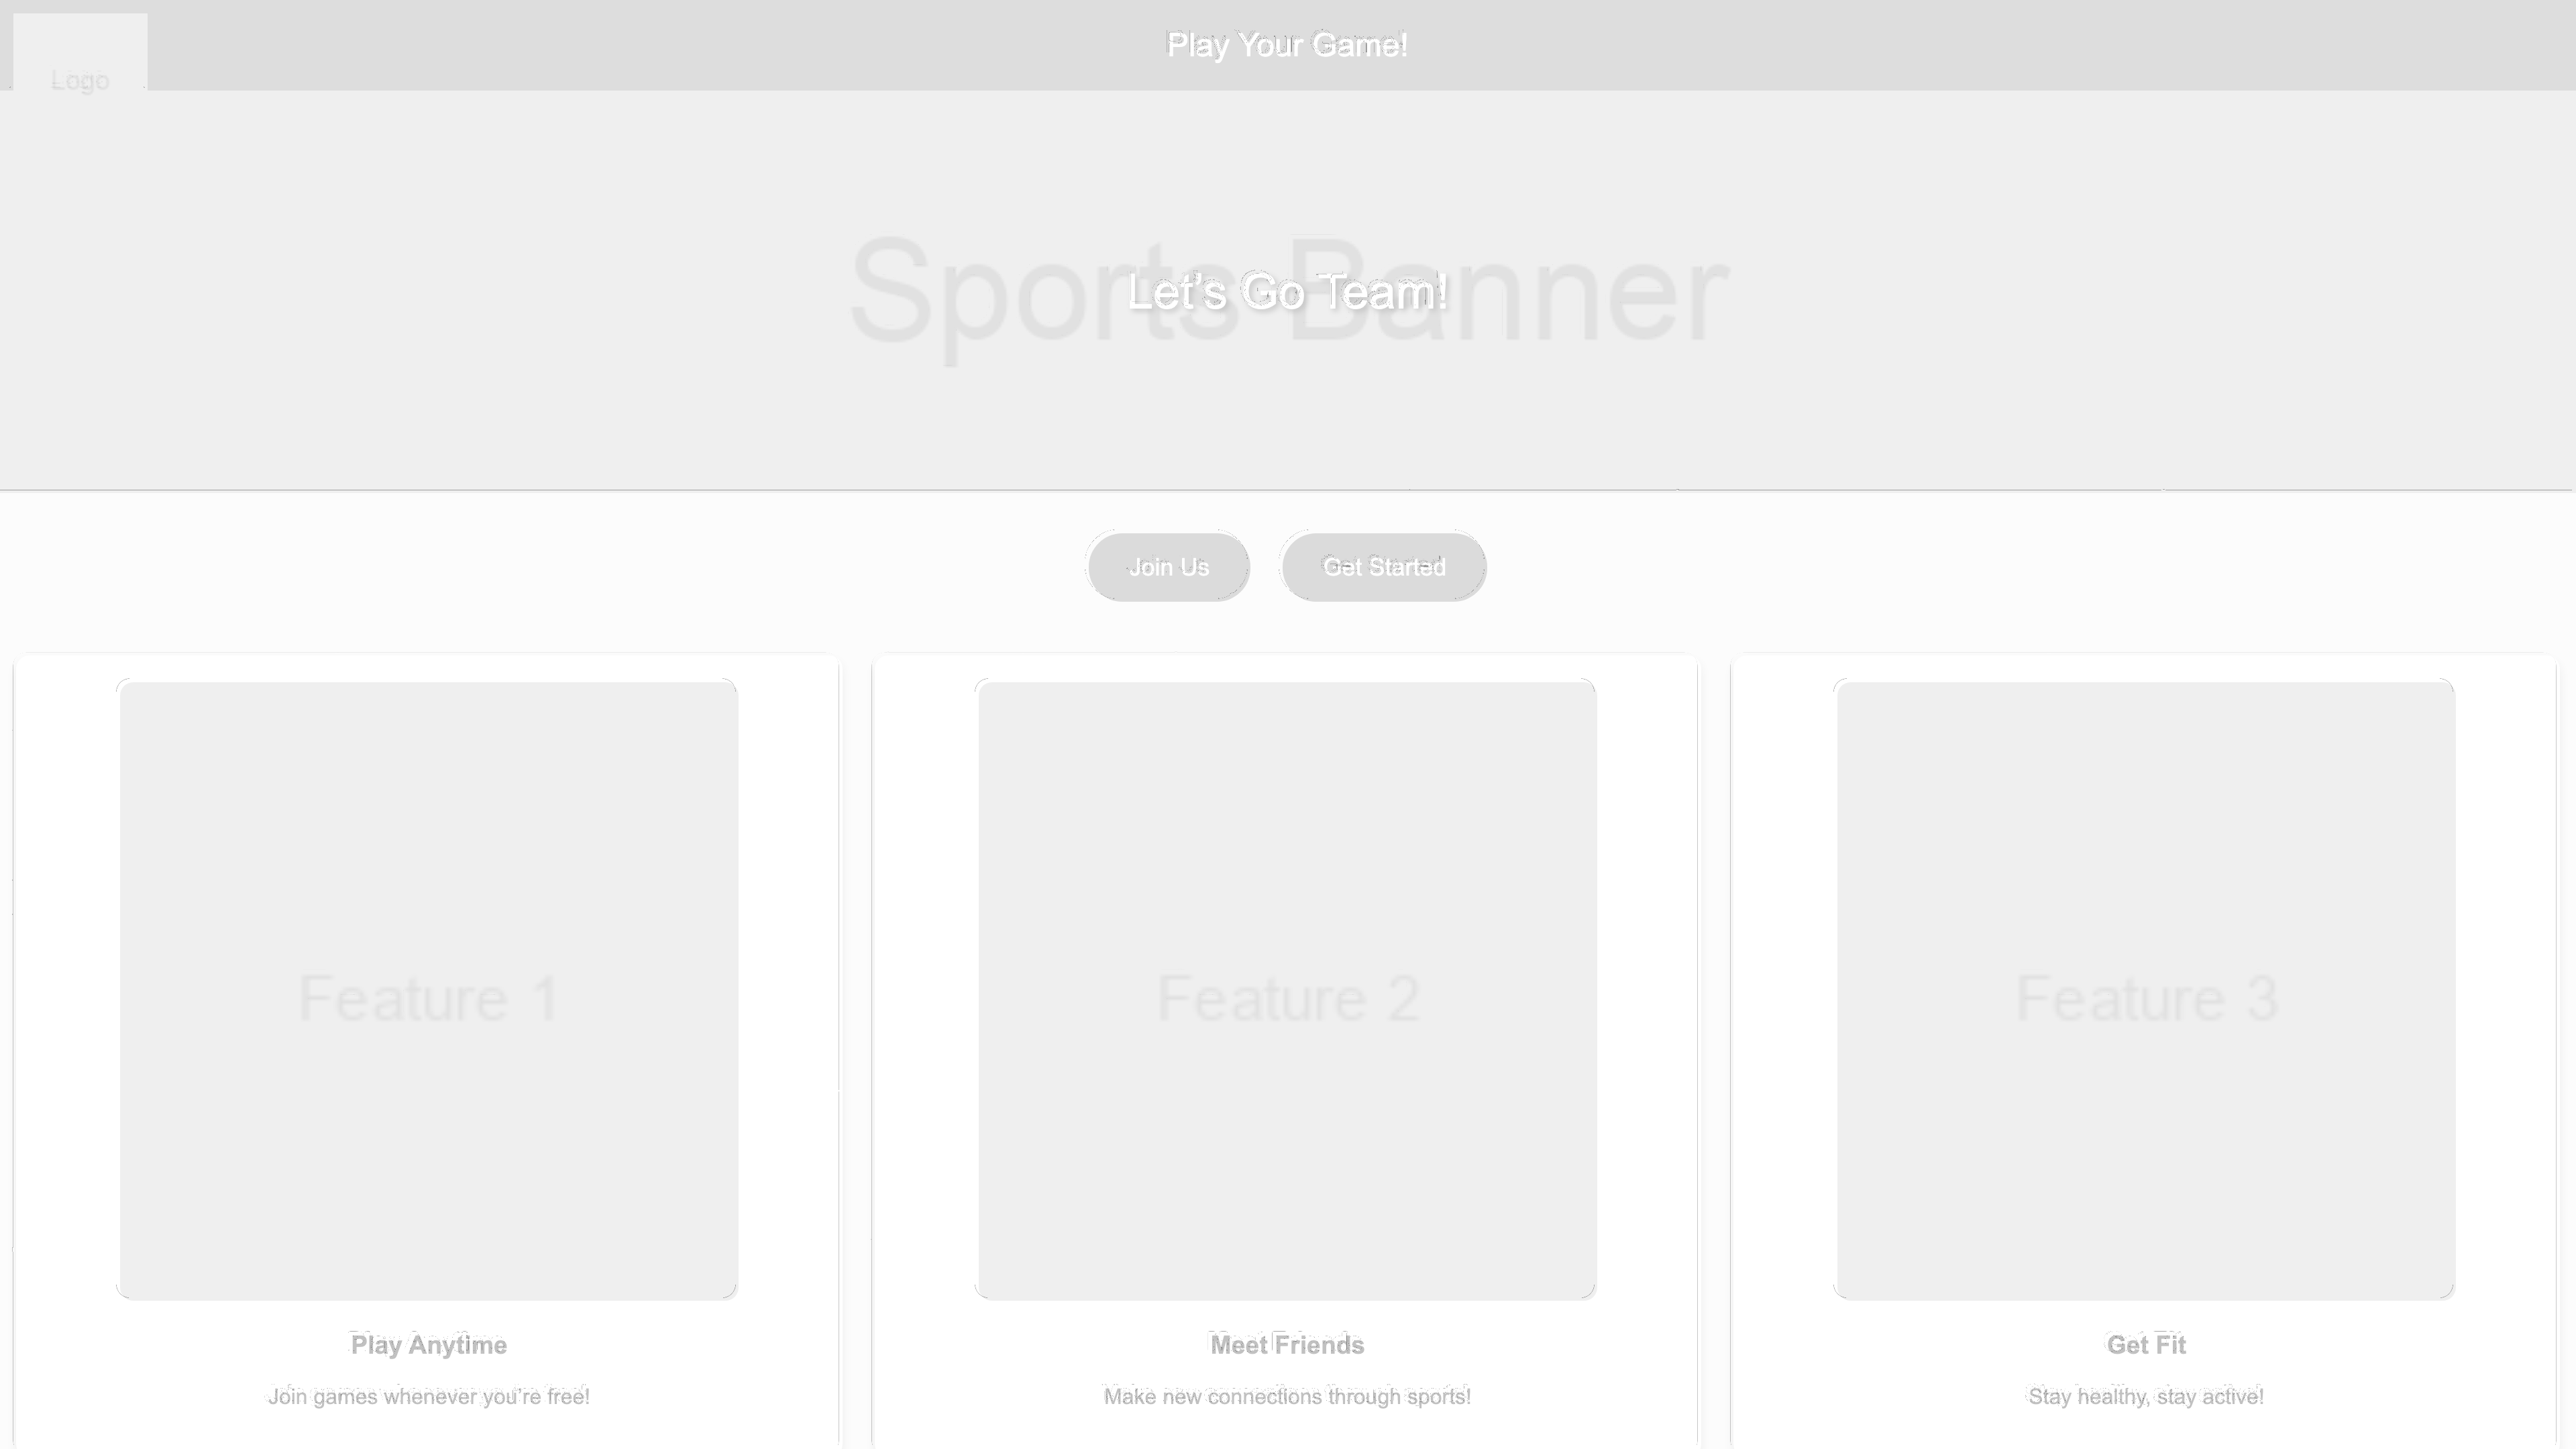 Play Your Game!
Logo
Sports Banner
Let’s Go Team!
Join Us
Get Started
Feature 1
Feature 2
Feature 3
Play Anytime
Meet Friends
Get Fit
Join games whenever you’re free!
Make new connections through sports!
Stay healthy, stay active!